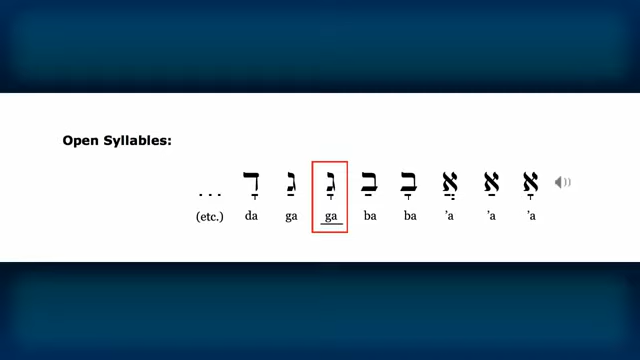 Open Syllables:
אָ אַ אֲ בָּ בַּ גָּ גַּ דָּ ...
'a 'a 'a ba ba ga ga da (etc.)